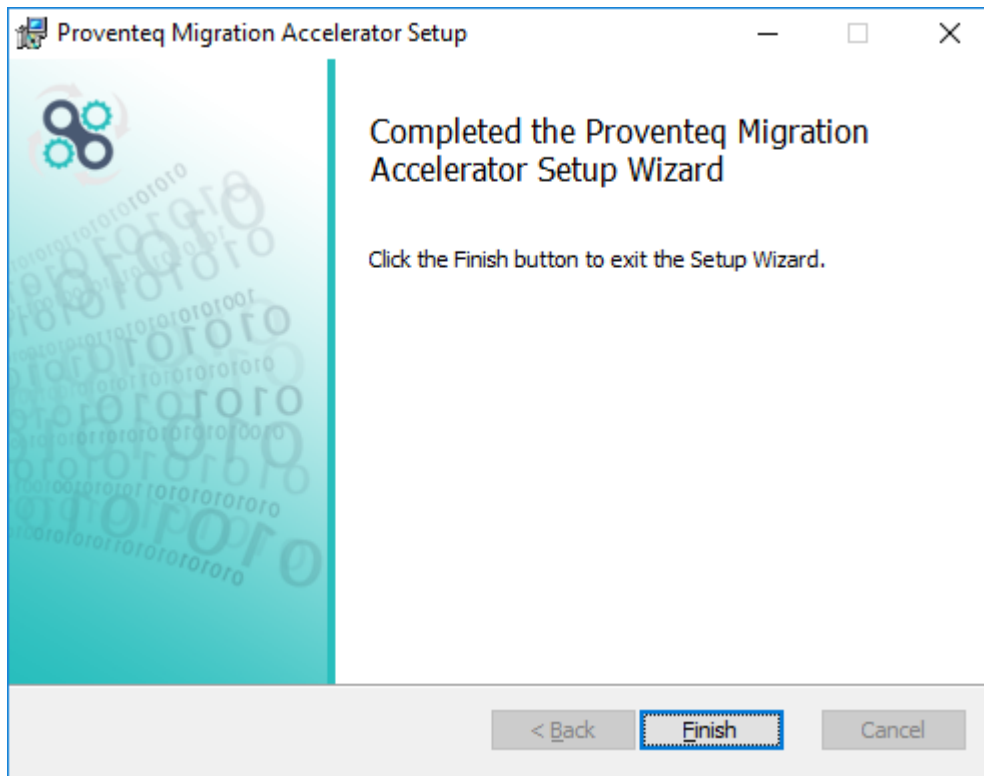 Proventeq Migration Accelerator Setup
Completed the Proventeq Migration
Accelerator Setup Wizard
Click the Finish button to exit the Setup Wizard.
< Back
Finish
Cancel